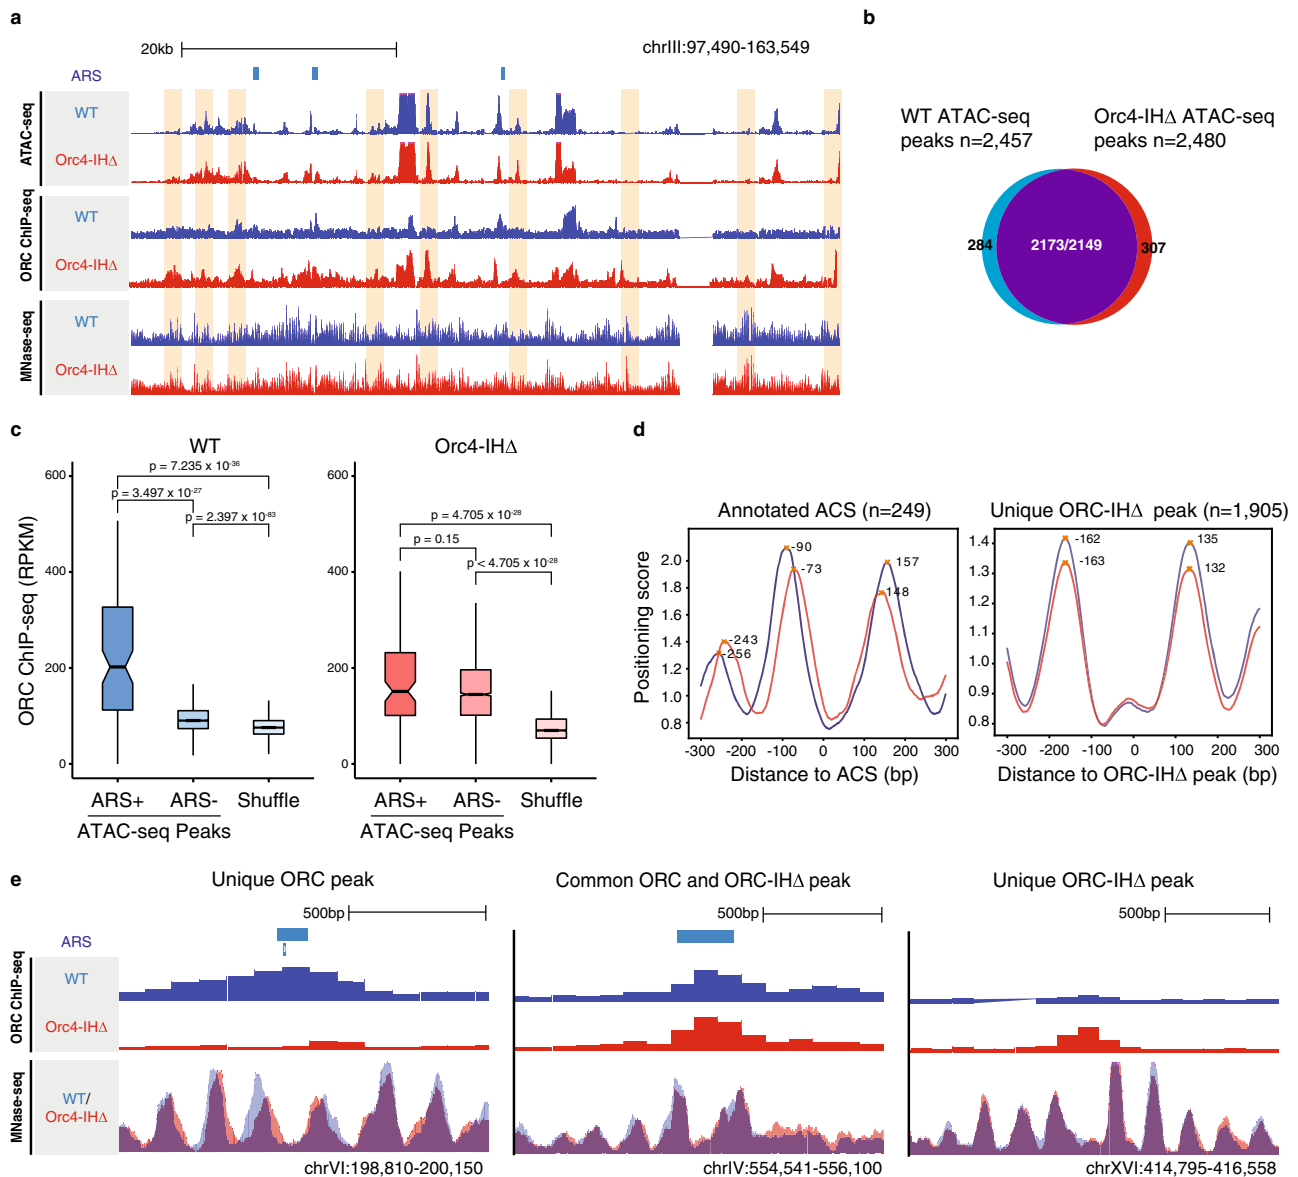 a
20kb
chrIII:97,490-163,549
ARS
ATAC-seq
WT
Orc4-IHΔ
ORC ChIP-seq
WT
Orc4-IHΔ
MNase-seq
WT
Orc4-IHΔ
b
WT ATAC-seq
peaks n=2,457
Orc4-IHΔ ATAC-seq
peaks n=2,480
284
2173/2149
307
c
WT
ORC ChIP-seq (RPKM)
600
400
200
0
p = 7.235 x 10-36
p = 3.497 x 10-27
p = 2.397 x 10-83
ARS+
ARS-
Shuffle
ATAC-seq Peaks
Orc4-IHΔ
600
400
200
0
p = 4.705 x 10-28
p = 0.15
p < 4.705 x 10-28
ARS+
ARS-
Shuffle
ATAC-seq Peaks
d
Annotated ACS (n=249)
Positioning score
2.0
1.8
1.6
1.4
1.2
1.0
0.8
-90
-73
157
148
-243
-256
-300
-200
-100
0
100
200
300
Distance to ACS (bp)
Unique ORC-IHΔ peak (n=1,905)
1.4
1.3
1.2
1.1
1.0
0.9
0.8
-162
-163
135
132
-300
-200
-100
0
100
200
300
Distance to ORC-IHΔ peak (bp)
e
Unique ORC peak
500bp
ARS
ORC ChIP-seq
WT
Orc4-IHΔ
MNase-seq
WT/
Orc4-IHΔ
chrVI:198,810-200,150
Common ORC and ORC-IHΔ peak
500bp
chrIV:554,541-556,100
Unique ORC-IHΔ peak
500bp
chrXVI:414,795-416,558